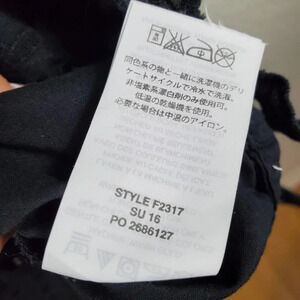 同色系の物と一緒に洗濯機のデリ
ケートサイクルで冷水で洗濯。
非塩素系漂白剤のみ使用可。
低温の乾燥機を使用。
必要な場合は中温のアイロン。
STYLE F2317
SU 16
PO 2686127